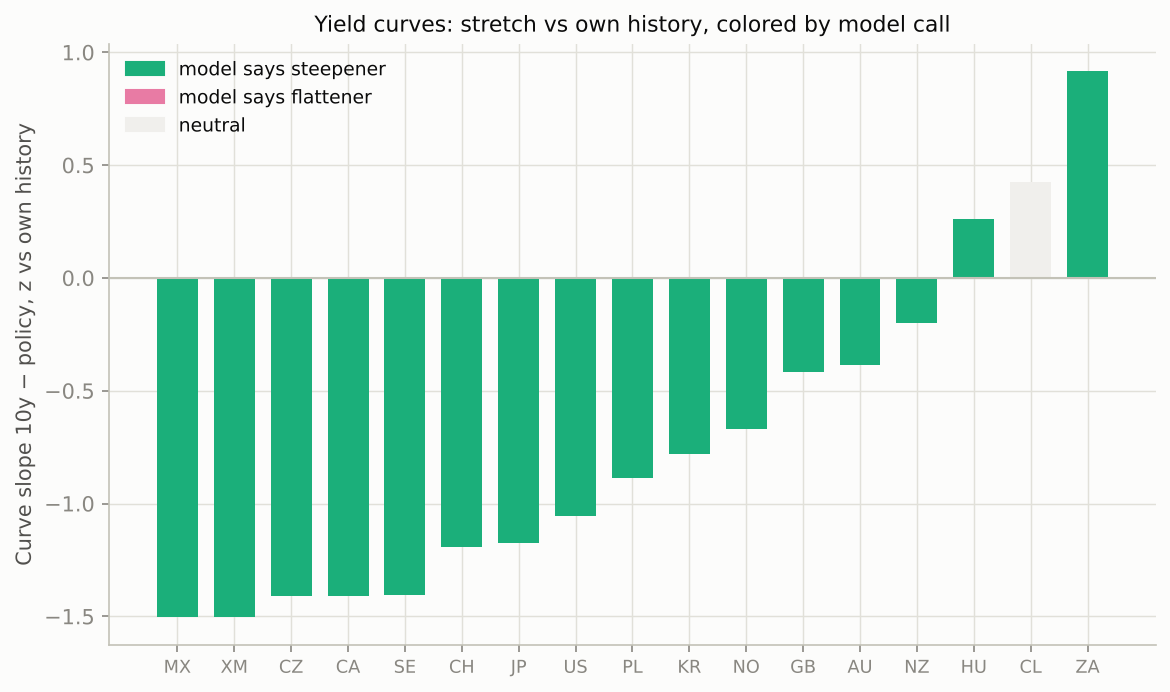 Yield curves: stretch vs own history, colored by model call
model says steepener
model says flattener
neutral
Curve slope 10y − policy, z vs own history
1.0
0.5
0.0
−0.5
−1.0
−1.5
MX XM CZ CA SE CH JP US PL KR NO GB AU NZ HU CL ZA